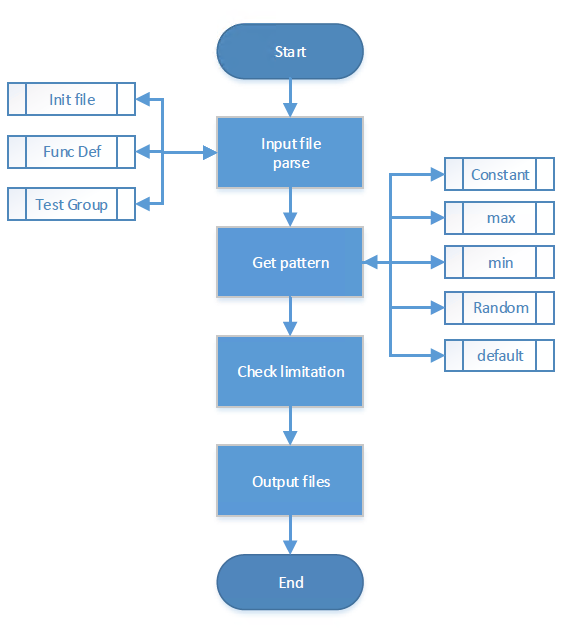 Start
Init file
Func Def
Test Group
Input file
parse
Get pattern
Constant
max
min
Random
default
Check limitation
Output files
End